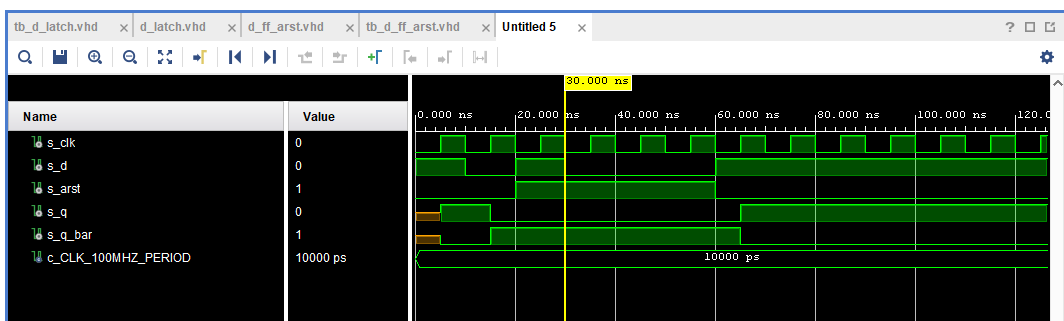 tb_d_latch.vhd × d_latch.vhd × d_ff_arst.vhd × tb_d_ff_arst.vhd × Untitled 5 × ?
30.000 ns
Name Value
0.000 ns 20.000 ns 40.000 ns 60.000 ns 80.000 ns 100.000 ns 120.0
s_clk 0
s_d 0
s_arst 1
s_q 0
s_q_bar 1
c_CLK_100MHZ_PERIOD 10000 ps 10000 ps